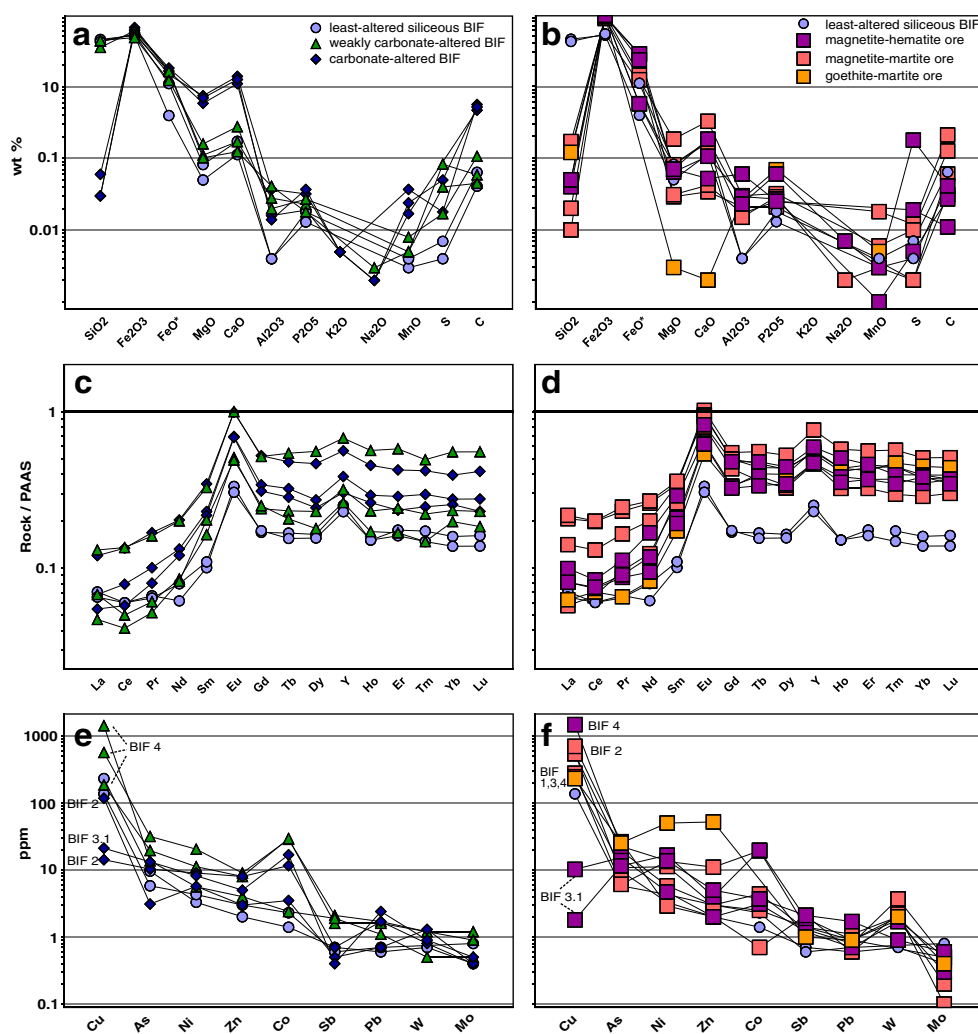 a
least-altered siliceous BIF
weakly carbonate-altered BIF
carbonate-altered BIF
wt %
10
0.1
0.01
SiO2 Fe2O3 FeO* MgO CaO Al2O3 P2O5 K2O Na2O MnO S C
b
least-altered siliceous BIF
magnetite-hematite ore
magnetite-martite ore
goethite-martite ore
SiO2 Fe2O3 FeO* MgO CaO Al2O3 P2O5 K2O Na2O MnO S C
c
Rock / PAAS
1
0.1
La Ce Pr Nd Sm Eu Gd Tb Dy Y Ho Er Tm Yb Lu
d
La Ce Pr Nd Sm Eu Gd Tb Dy Y Ho Er Tm Yb Lu
e
ppm
1000
100
10
1
0.1
BIF 4
BIF 2
BIF 3.1
BIF 2
Cu As Ni Zn Co Sb Pb W Mo
f
BIF 4
BIF 2
BIF
1,3,4
BIF 3.1
Cu As Ni Zn Co Sb Pb W Mo